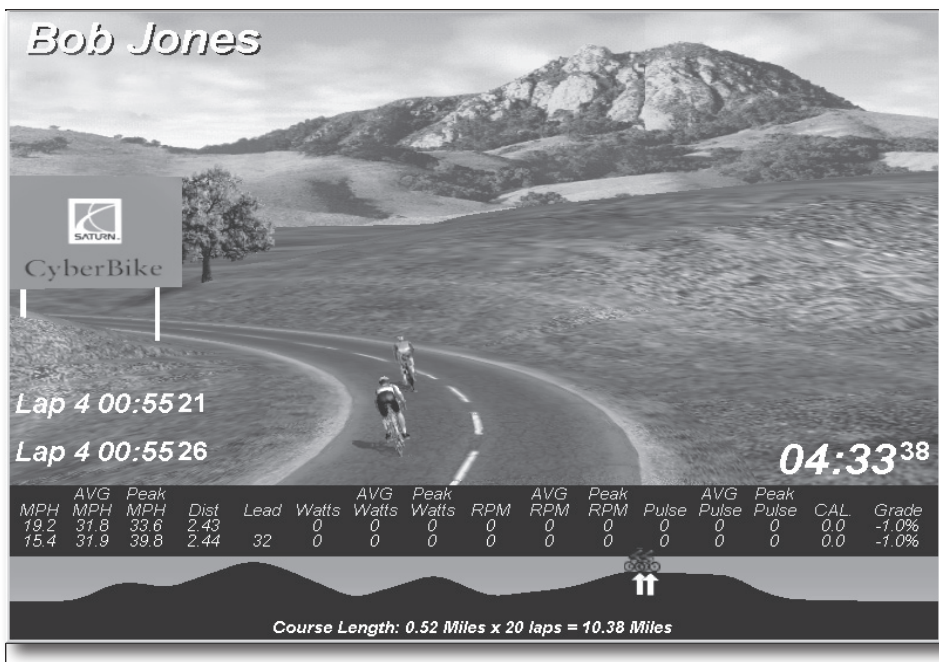 Bob Jones
SATURN.
CyberBike
Lap 4 00:55 21
Lap 4 00:55 26
04:33 38
AVG Peak AVG Peak AVG Peak AVG Peak
MPH MPH MPH Dist Lead Watts Watts Watts RPM RPM RPM Pulse Pulse Pulse CAL. Grade
19.2 31.8 33.6 2.43 0 0 0 0 0 0 0 0 0 0.0 -1.0%
15.4 31.9 39.8 2.44 32 0 0 0 0 0 0 0 0 0 0.0 -1.0%
Course Length: 0.52 Miles x 20 laps = 10.38 Miles